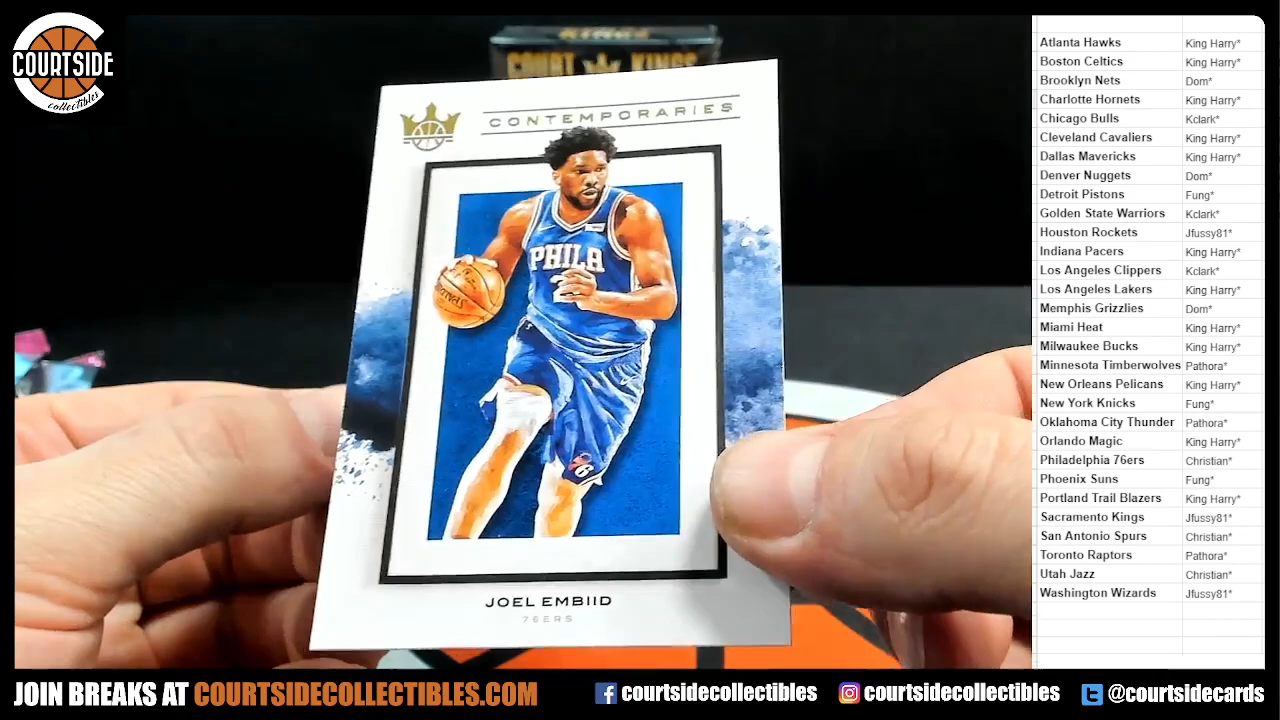 COURTSIDE
collectibles
COURT KINGS
CONTEMPORARIES
PHILA
2
76
JOEL EMBIID
76ERS
Atlanta Hawks King Harry*
Boston Celtics King Harry*
Brooklyn Nets Dom*
Charlotte Hornets King Harry*
Chicago Bulls Kclark*
Cleveland Cavaliers King Harry*
Dallas Mavericks King Harry*
Denver Nuggets Dom*
Detroit Pistons Fung*
Golden State Warriors Kclark*
Houston Rockets Jfussy81*
Indiana Pacers King Harry*
Los Angeles Clippers Kclark*
Los Angeles Lakers King Harry*
Memphis Grizzlies Dom*
Miami Heat King Harry*
Milwaukee Bucks King Harry*
Minnesota Timberwolves Pathora*
New Orleans Pelicans King Harry*
New York Knicks Fung*
Oklahoma City Thunder Pathora*
Orlando Magic King Harry*
Philadelphia 76ers Christian*
Phoenix Suns Fung*
Portland Trail Blazers King Harry*
Sacramento Kings Jfussy81*
San Antonio Spurs Christian*
Toronto Raptors Pathora*
Utah Jazz Christian*
Washington Wizards Jfussy81*
JOIN BREAKS AT COURTSIDECOLLECTIBLES.COM courtsidecollectibles courtsidecollectibles @courtsidecards